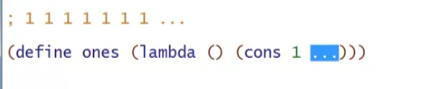 ; 1 1 1 1 1 1 1 ...
(define ones (lambda () (cons 1 ...)))